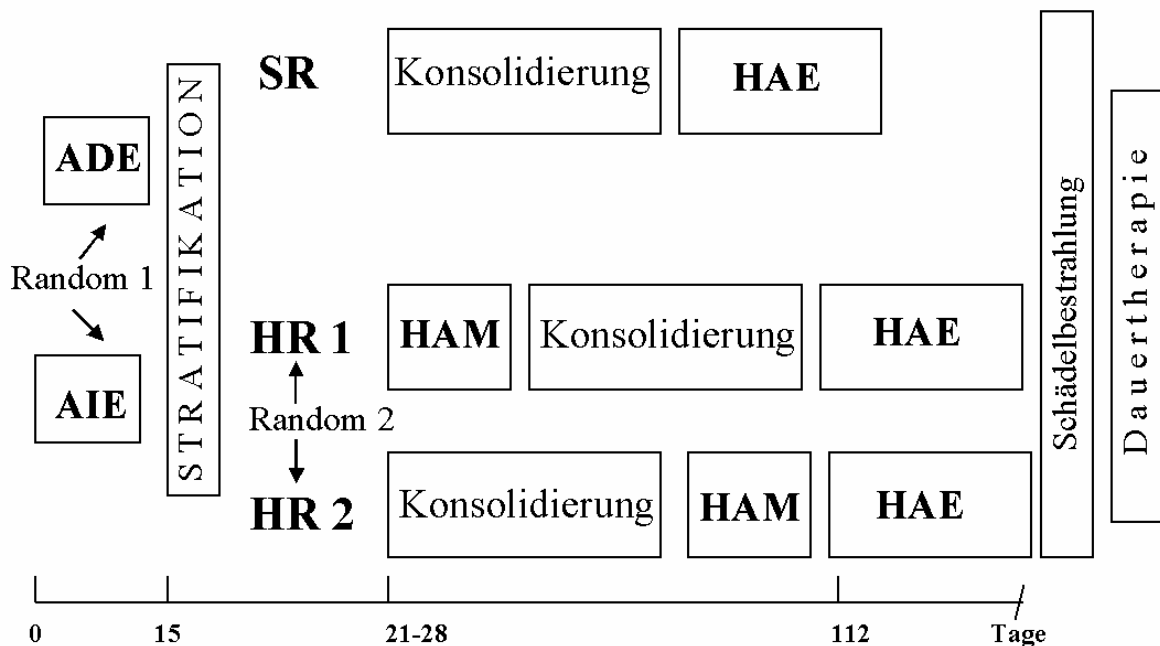 SR
Konsolidierung
HAE
ADE
STRATIFIKATION
Random 1
AIE
HR 1
HAM
Konsolidierung
HAE
Random 2
HR 2
Konsolidierung
HAM
HAE
Schädelbestrahlung
Dauertherapie
0
15
21-28
112
Tage